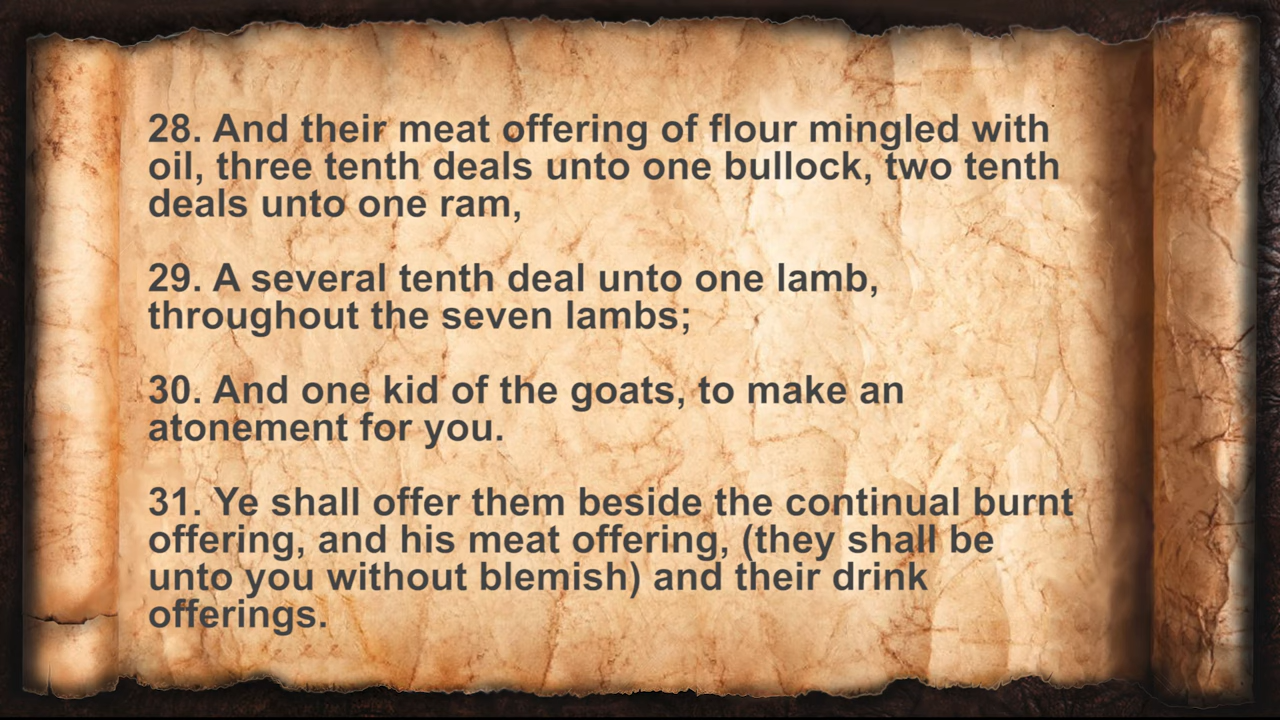 28. And their meat offering of flour mingled with
oil, three tenth deals unto one bullock, two tenth
deals unto one ram,
29. A several tenth deal unto one lamb,
throughout the seven lambs;
30. And one kid of the goats, to make an
atonement for you.
31. Ye shall offer them beside the continual burnt
offering, and his meat offering, (they shall be
unto you without blemish) and their drink
offerings.